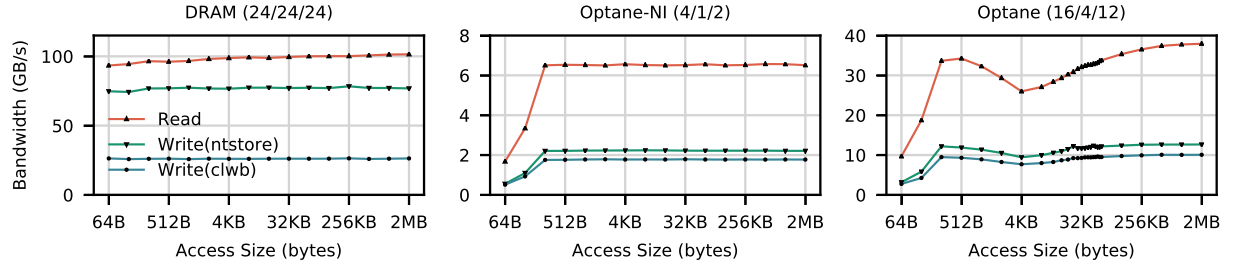 DRAM (24/24/24)
Bandwidth (GB/s)
100
50
0
Read
Write(ntstore)
Write(clwb)
64B 512B 4KB 32KB 256KB 2MB
Access Size (bytes)
Optane-NI (4/1/2)
8
6
4
2
0
64B 512B 4KB 32KB 256KB 2MB
Access Size (bytes)
Optane (16/4/12)
40
30
20
10
0
64B 512B 4KB 32KB 256KB 2MB
Access Size (bytes)